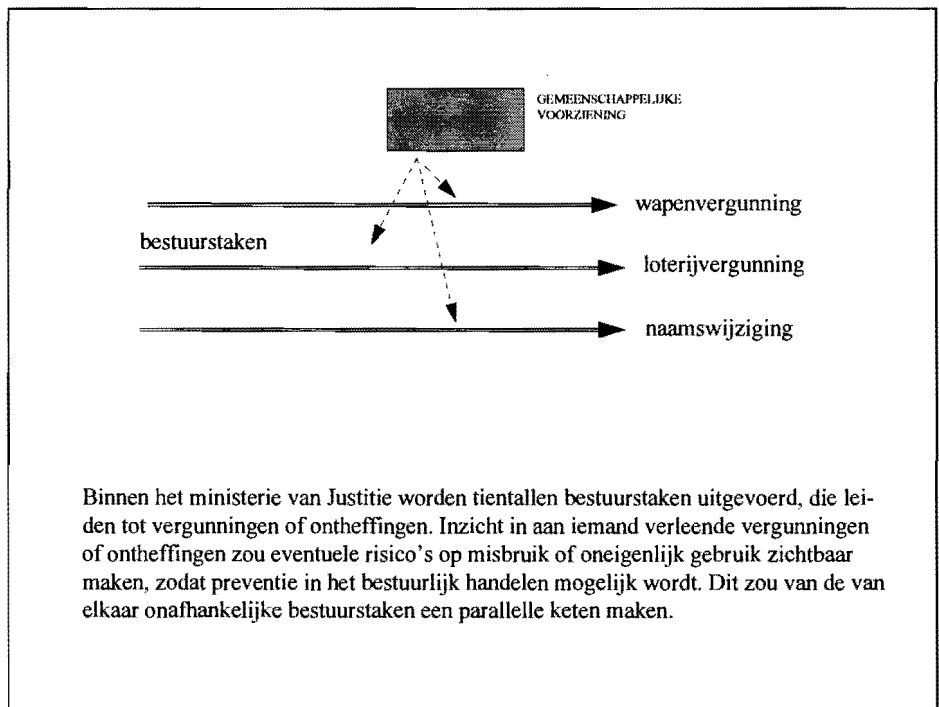 GEMEENSCHAPPELIJKE
VOORZIENING
wapenvergunning
bestuurstaken
loterijvergunning
naamswijziging
Binnen het ministerie van Justitie worden tientallen bestuurstaken uitgevoerd, die lei-
den tot vergunningen of ontheffingen. Inzicht in aan iemand verleende vergunningen
of ontheffingen zou eventuele risico's op misbruik of oneigenlijk gebruik zichtbaar
maken, zodat preventie in het bestuurlijk handelen mogelijk wordt. Dit zou van de van
elkaar onafhankelijke bestuurstaken een parallelle keten maken.